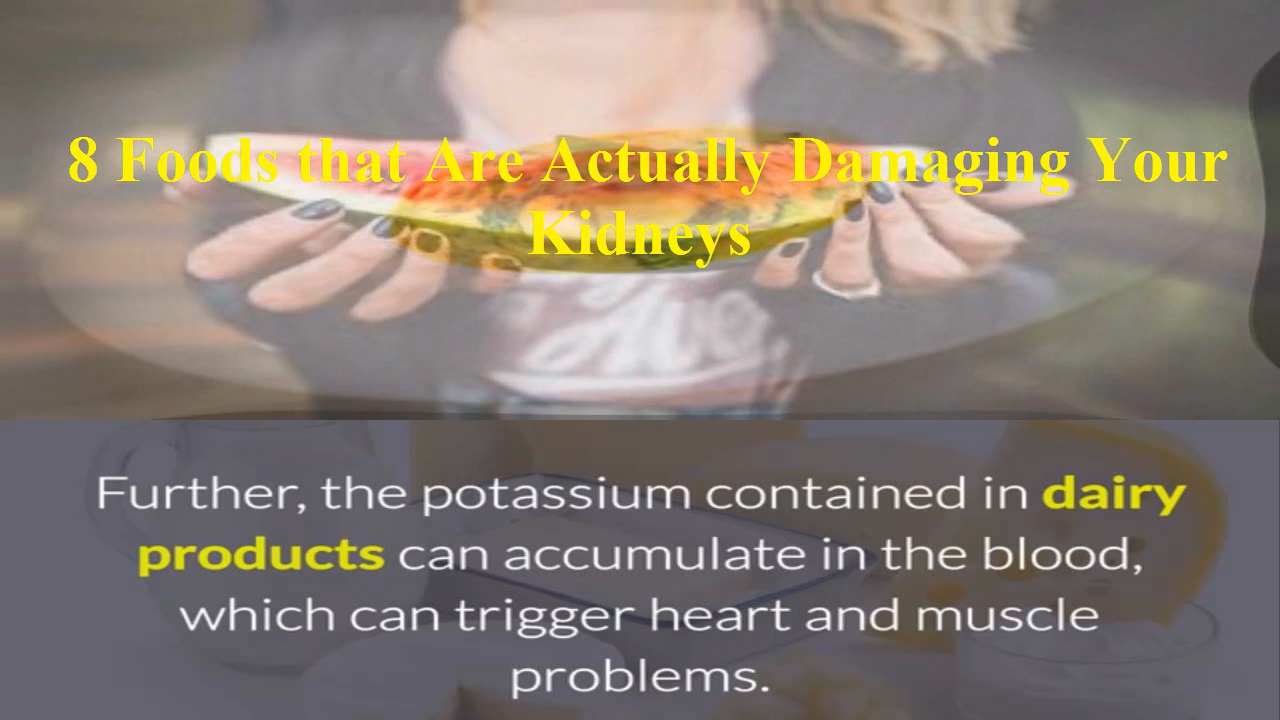 8 Foods that Are Actually Damaging Your
Kidneys
Further, the potassium contained in dairy
products can accumulate in the blood,
which can trigger heart and muscle
problems.